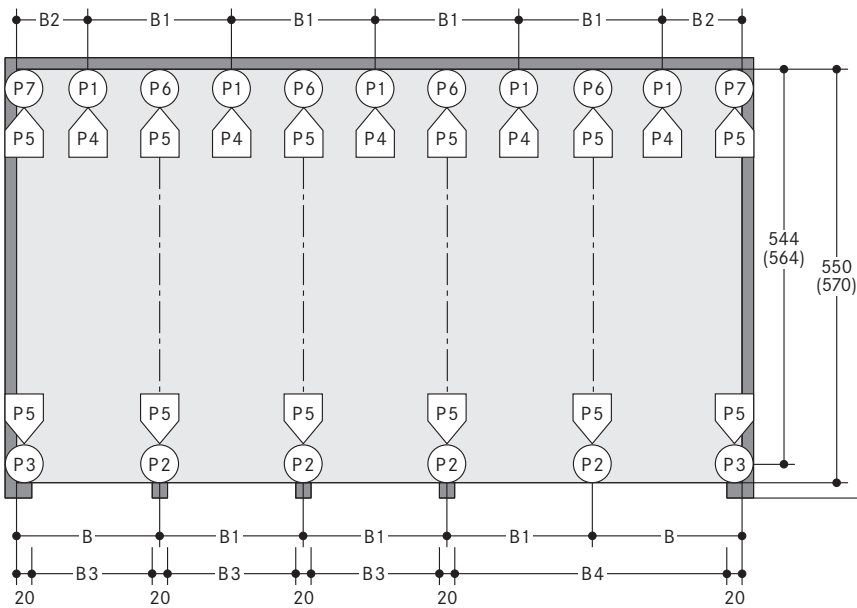 B2 B1 B1 B1 B1 B2
P7 P1 P6 P1 P6 P1 P6 P1 P6 P1 P7
P5 P4 P5 P4 P5 P4 P5 P4 P5 P4 P5
544
(564)
550
(570)
P5 P5 P5 P5 P5 P5
P3 P2 P2 P2 P2 P3
B B1 B1 B1 B
B3 B3 B3 B4
20 20 20 20 20